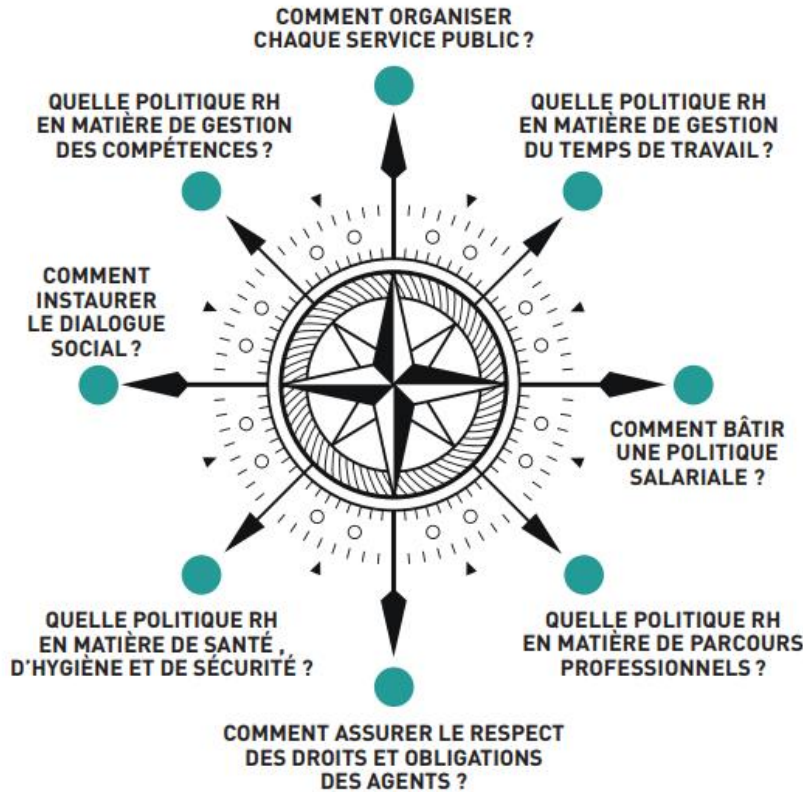 COMMENT ORGANISER
CHAQUE SERVICE PUBLIC ?
QUELLE POLITIQUE RH
EN MATIÈRE DE GESTION
DES COMPÉTENCES ?
QUELLE POLITIQUE RH
EN MATIÈRE DE GESTION
DU TEMPS DE TRAVAIL ?
COMMENT
INSTAURER
LE DIALOGUE
SOCIAL ?
COMMENT BÂTIR
UNE POLITIQUE
SALARIALE ?
QUELLE POLITIQUE RH
EN MATIÈRE DE SANTÉ ,
D'HYGIÈNE ET DE SÉCURITÉ ?
QUELLE POLITIQUE RH
EN MATIÈRE DE PARCOURS
PROFESSIONNELS ?
COMMENT ASSURER LE RESPECT
DES DROITS ET OBLIGATIONS
DES AGENTS ?